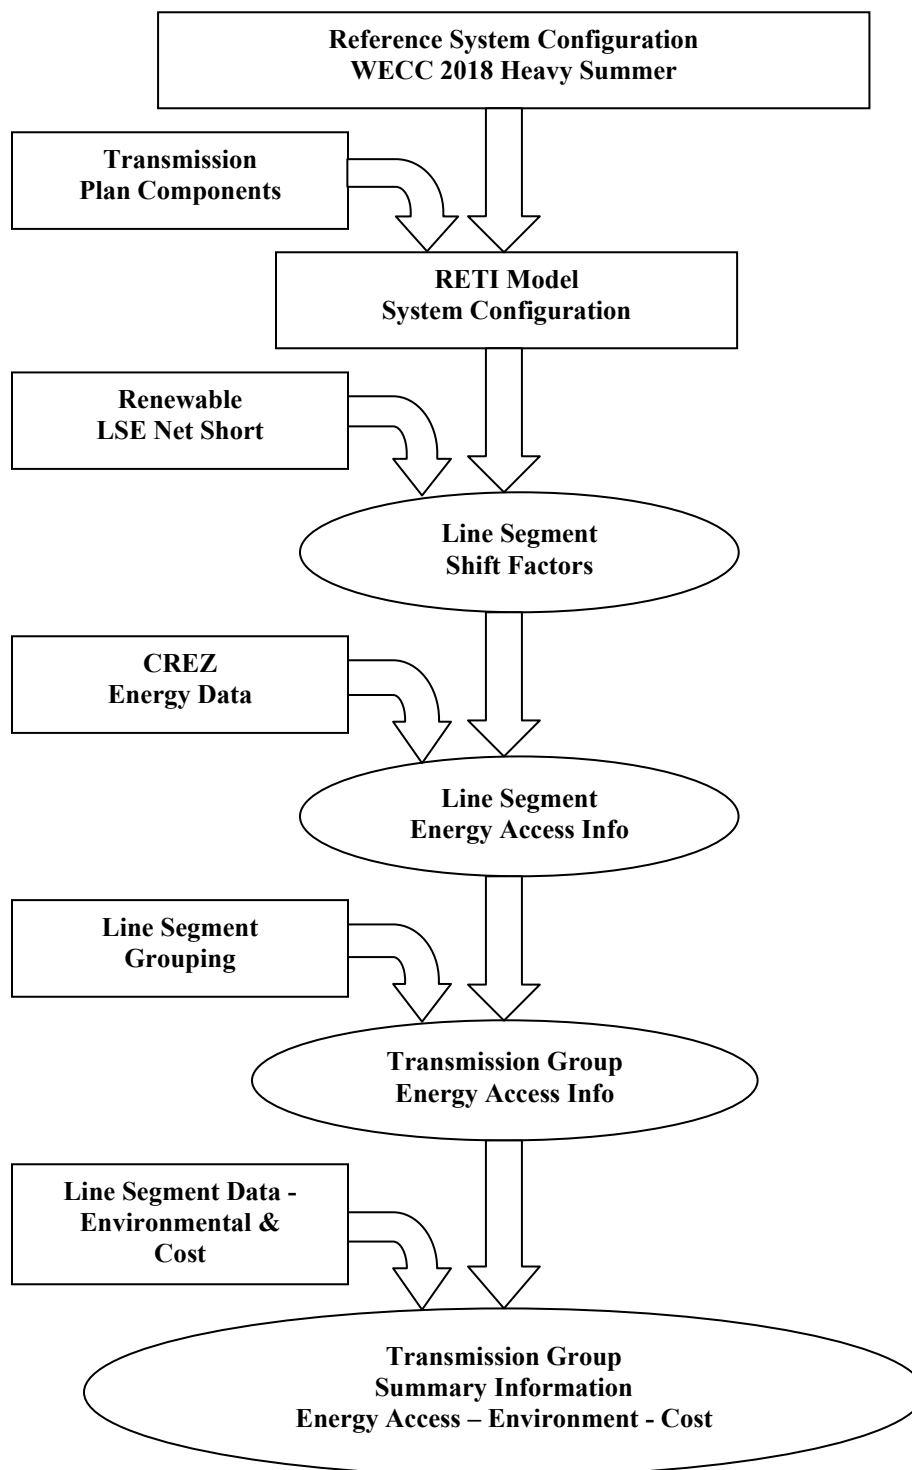 Reference System Configuration
WECC 2018 Heavy Summer
Transmission
Plan Components
RETI Model
System Configuration
Renewable
LSE Net Short
Line Segment
Shift Factors
CREZ
Energy Data
Line Segment
Energy Access Info
Line Segment
Grouping
Transmission Group
Energy Access Info
Line Segment Data -
Environmental &
Cost
Transmission Group
Summary Information
Energy Access – Environment - Cost